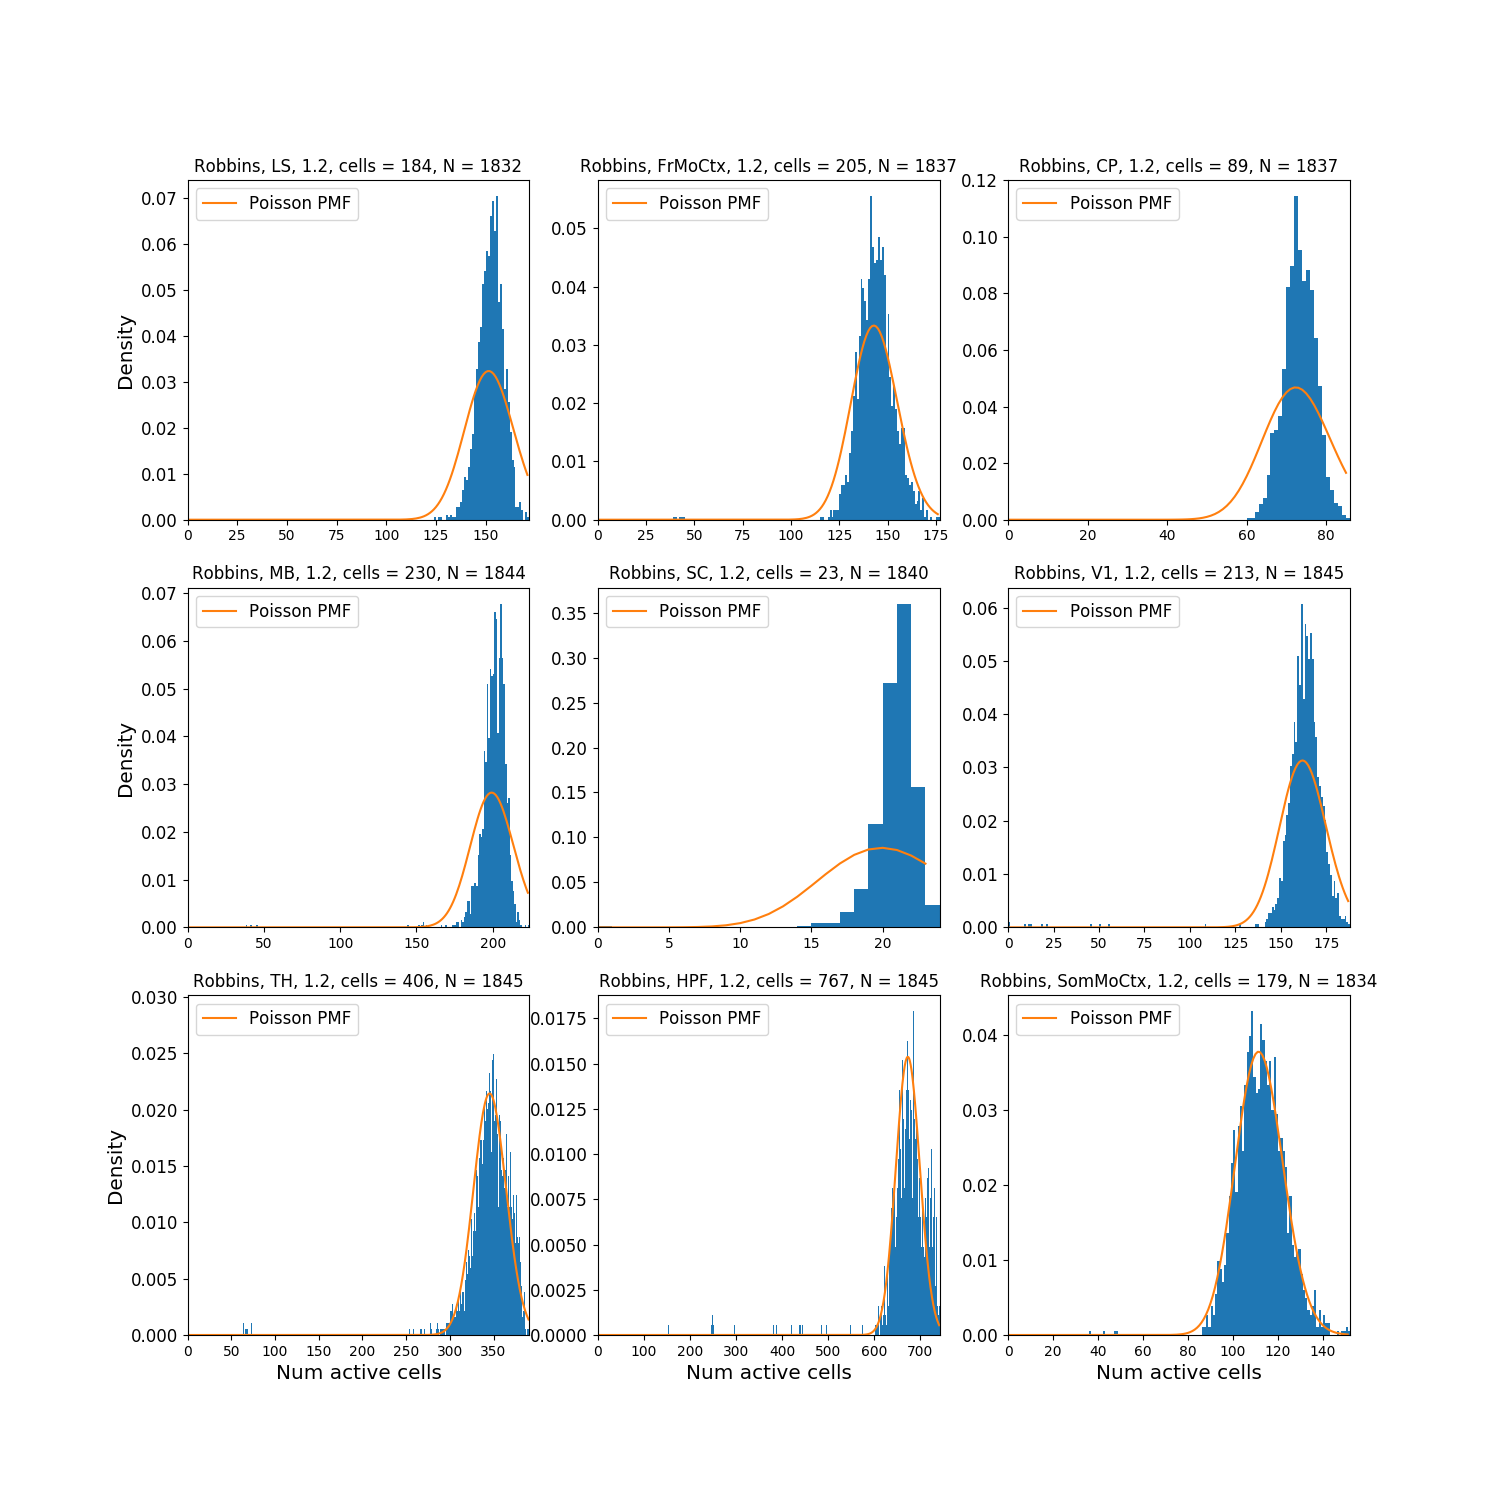 Robbins, LS, 1.2, cells = 184, N = 1832
Poisson PMF
Density
0.07
0.06
0.05
0.04
0.03
0.02
0.01
0.00
0 25 50 75 100 125 150
Robbins, FrMoCtx, 1.2, cells = 205, N = 1837
Poisson PMF
0.05
0.04
0.03
0.02
0.01
0.00
0 25 50 75 100 125 150 175
Robbins, CP, 1.2, cells = 89, N = 1837
Poisson PMF
0.12
0.10
0.08
0.06
0.04
0.02
0.00
0 20 40 60 80
Robbins, MB, 1.2, cells = 230, N = 1844
Poisson PMF
Density
0.07
0.06
0.05
0.04
0.03
0.02
0.01
0.00
0 50 100 150 200
Robbins, SC, 1.2, cells = 23, N = 1840
Poisson PMF
0.35
0.30
0.25
0.20
0.15
0.10
0.05
0.00
0 5 10 15 20
Robbins, V1, 1.2, cells = 213, N = 1845
Poisson PMF
0.06
0.05
0.04
0.03
0.02
0.01
0.00
0 25 50 75 100 125 150 175
Robbins, TH, 1.2, cells = 406, N = 1845
Poisson PMF
Density
0.030
0.025
0.020
0.015
0.010
0.005
0.000
0 50 100 150 200 250 300 350
Num active cells
Robbins, HPF, 1.2, cells = 767, N = 1845
Poisson PMF
0.0175
0.0150
0.0125
0.0100
0.0075
0.0050
0.0025
0.0000
0 100 200 300 400 500 600 700
Num active cells
Robbins, SomMoCtx, 1.2, cells = 179, N = 1834
Poisson PMF
0.04
0.03
0.02
0.01
0.00
0 20 40 60 80 100 120 140
Num active cells